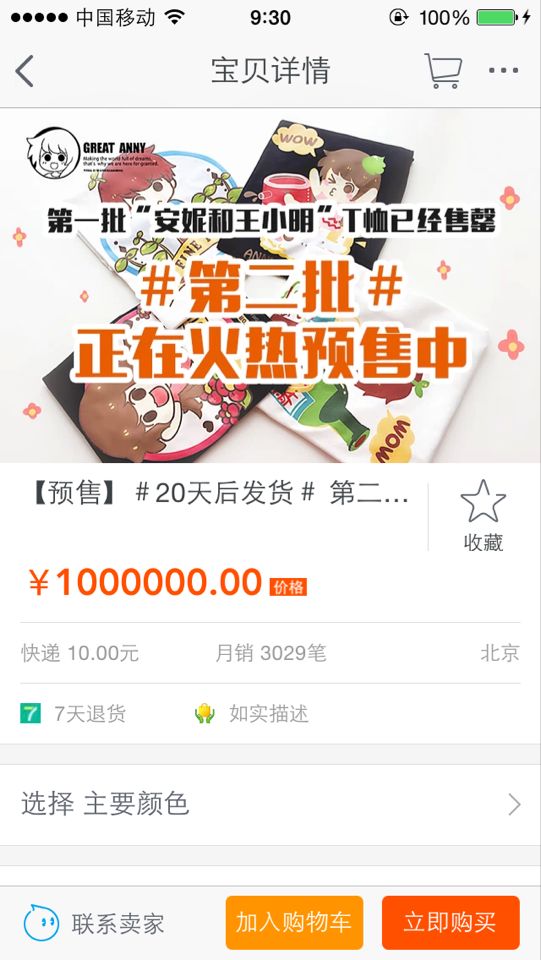 中国移动
9:30
100%
宝贝详情
GREAT ANNY
Making the world full of dreams,
that's why we are here for granted.
WOW
第一批“安妮和王小明”T恤已经售罄
#第二批#
正在火热预售中
WOW
【预售】#20天后发货# 第二...
收藏
¥1000000.00 价格
快递 10.00元
月销 3029笔
北京
7 7天退货
如实描述
选择 主要颜色
联系卖家
加入购物车
立即购买